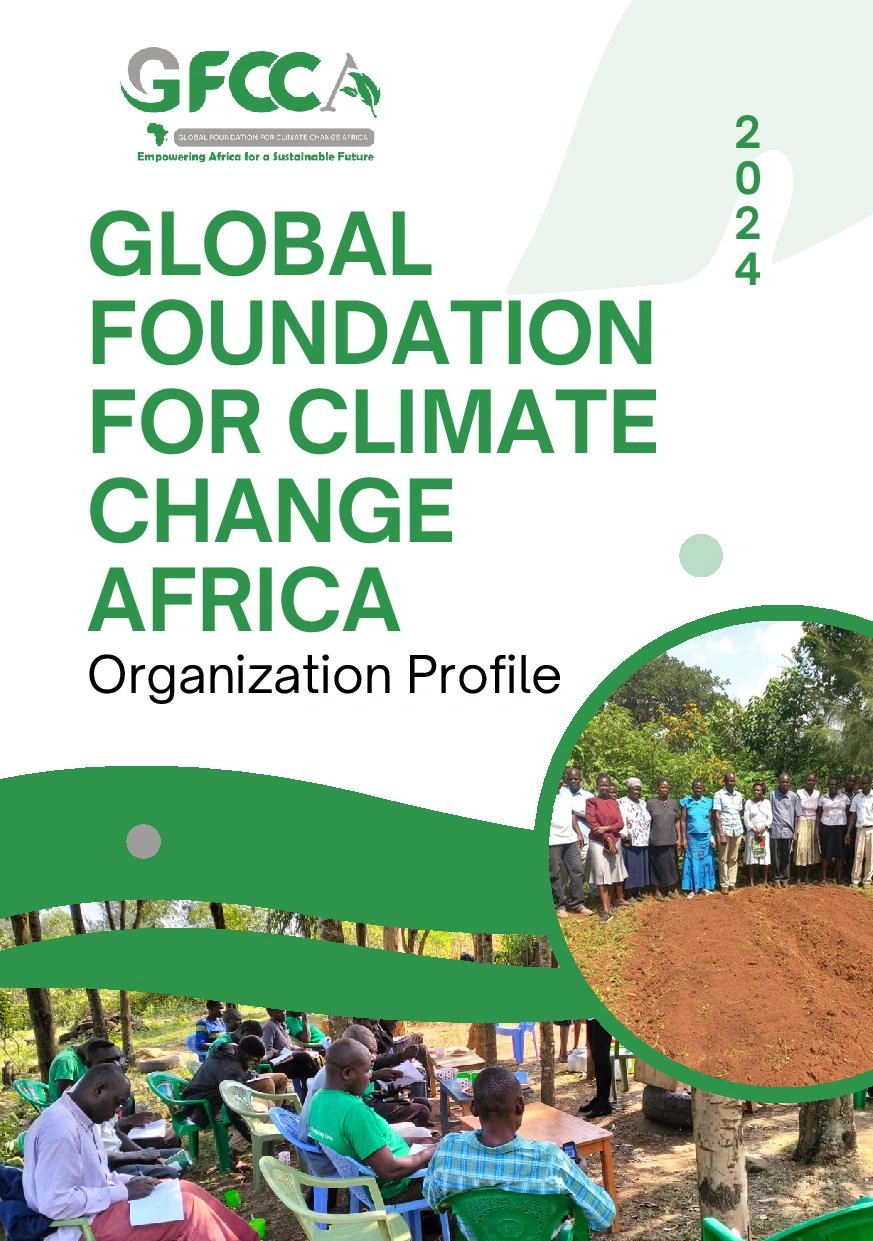 GFCCA
GLOBAL FOUNDATION FOR CLIMATE CHANGE AFRICA
Empowering Africa for a Sustainable Future
2
0
2
4
GLOBAL
FOUNDATION
FOR CLIMATE
CHANGE
AFRICA
Organization Profile